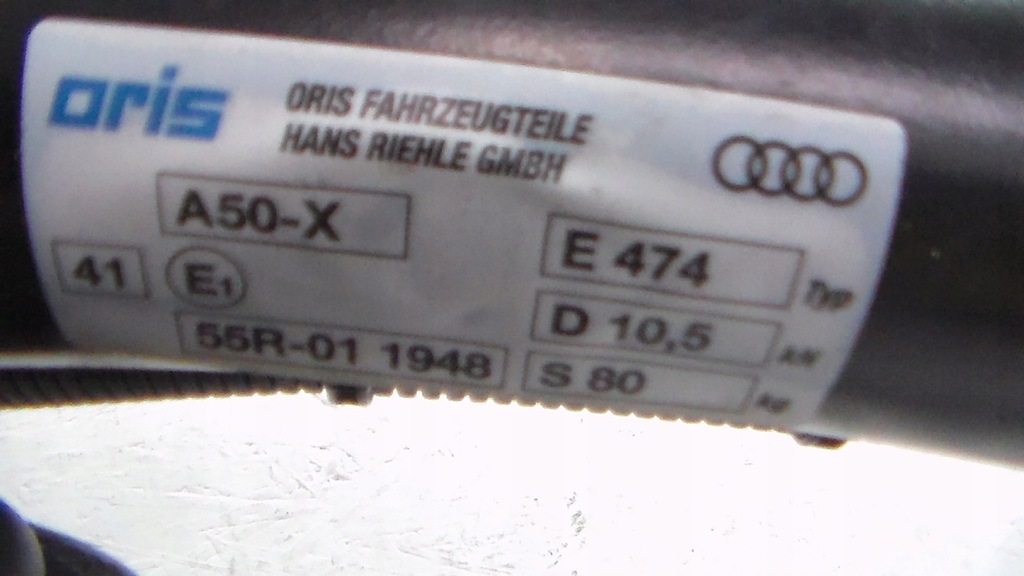 oris
ORIS FAHRZEUGTEILE
HANS RIEHLE GMBH
A50-X
E 474 Typ
41 E1
D 10,5 kN
55R-01 1948
S 80 kg